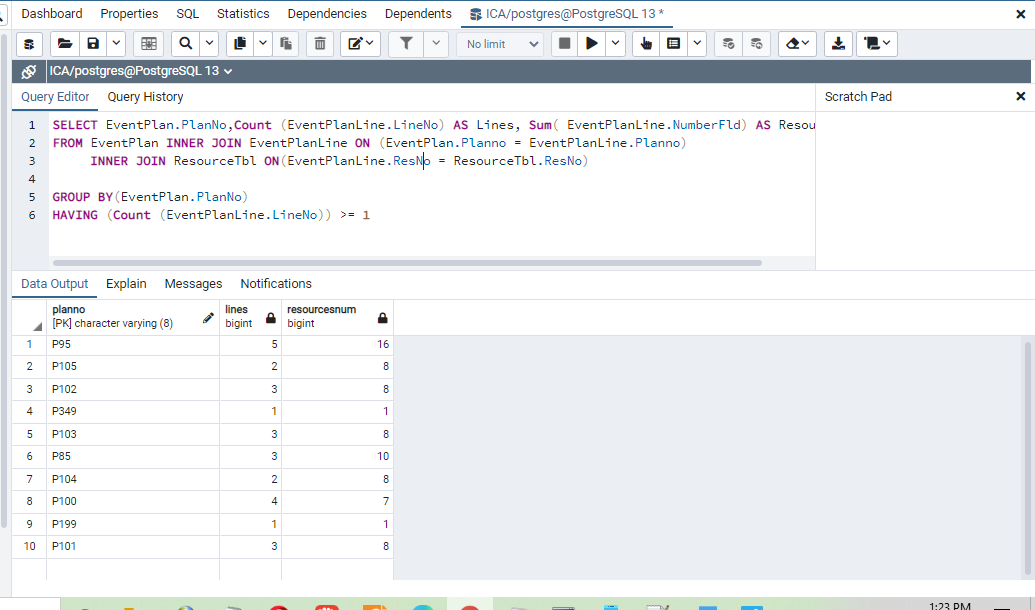 Dashboard Properties SQL Statistics Dependencies Dependents ICA/postgres@PostgreSQL 13 *
No limit
ICA/postgres@PostgreSQL 13
Query Editor Query History
Scratch Pad
1 SELECT EventPlan.PlanNo,Count (EventPlanLine.LineNo) AS Lines, Sum( EventPlanLine.NumberFld) AS Resou
2 FROM EventPlan INNER JOIN EventPlanLine ON (EventPlan.Planno = EventPlanLine.Planno)
3 INNER JOIN ResourceTbl ON(EventPlanLine.ResNo = ResourceTbl.ResNo)
4
5 GROUP BY(EventPlan.PlanNo)
6 HAVING (Count (EventPlanLine.LineNo)) >= 1
Data Output Explain Messages Notifications
planno lines resourcesnum
[PK] character varying (8) bigint bigint
1 P95 5 16
2 P105 2 8
3 P102 3 8
4 P349 1 1
5 P103 3 8
6 P85 3 10
7 P104 2 8
8 P100 4 7
9 P199 1 1
10 P101 3 8
1:23 PM